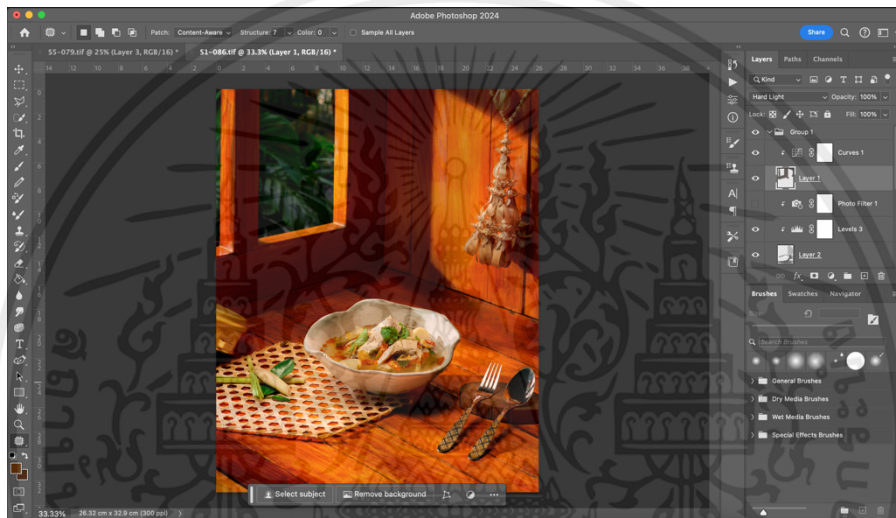 Adobe Photoshop 2024
Patch: Content-Aware Structure: 7 Color: 0 Sample All Layers
Share
S5-079.tif @ 25% (Layer 3, RGB/16) *
S1-086.tif @ 33.3% (Layer 1, RGB/16) *
Layers Paths Channels
Kind
Hard Light Opacity: 100%
Lock: Fill: 100%
Group 1
Curves 1
Layer 1
Photo Filter 1
Levels 3
Layer 2
Brushes Swatches Navigator
Search Brushes
General Brushes
Dry Media Brushes
Wet Media Brushes
Special Effects Brushes
Select subject Remove background
33.33% 26.32 cm x 32.9 cm (300 ppi)